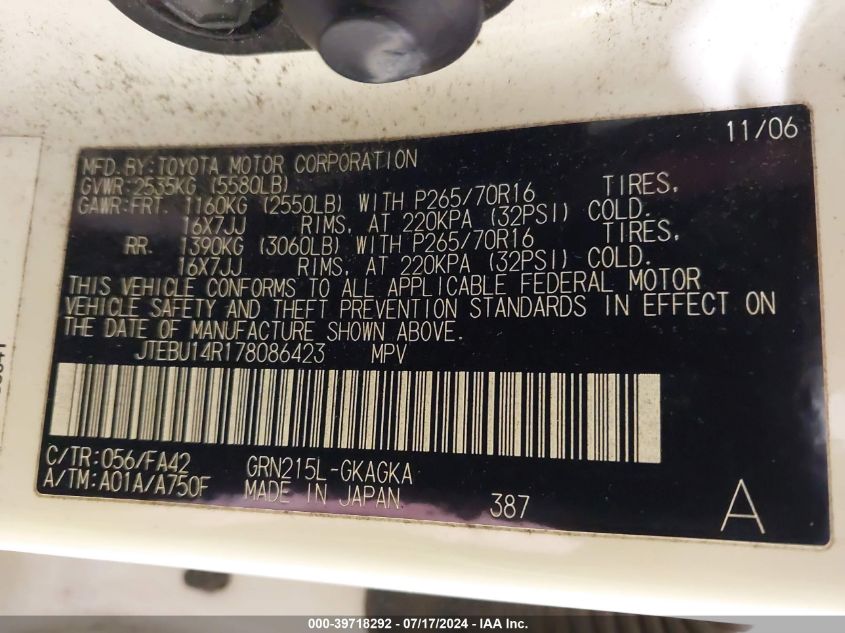 11/06
MFD.BY:TOYOTA MOTOR CORPORATION
GVWR:2535KG (5580LB)
GAWR:FRT. 1160KG (2550LB) WITH P265/70R16 TIRES,
16X7JJ RIMS, AT 220KPA (32PSI) COLD.
RR. 1390KG (3060LB) WITH P265/70R16 TIRES,
16X7JJ RIMS, AT 220KPA (32PSI) COLD.
THIS VEHICLE CONFORMS TO ALL APPLICABLE FEDERAL MOTOR
VEHICLE SAFETY AND THEFT PREVENTION STANDARDS IN EFFECT ON
THE DATE OF MANUFACTURE SHOWN ABOVE.
JTEBU14R178086423 MPV
C/TR:056/FA42 GRN215L-GKAGKA
A/TM:A01A/A750F MADE IN JAPAN 387 A
000-39718292 - 07/17/2024 - IAA Inc.